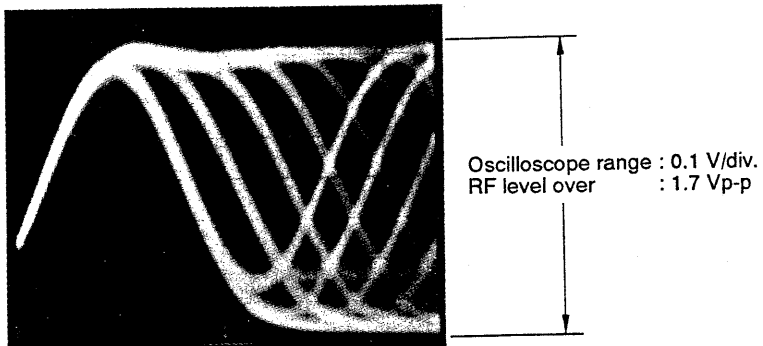 Oscilloscope range : 0.1 V/div.
RF level over : 1.7 Vp-p